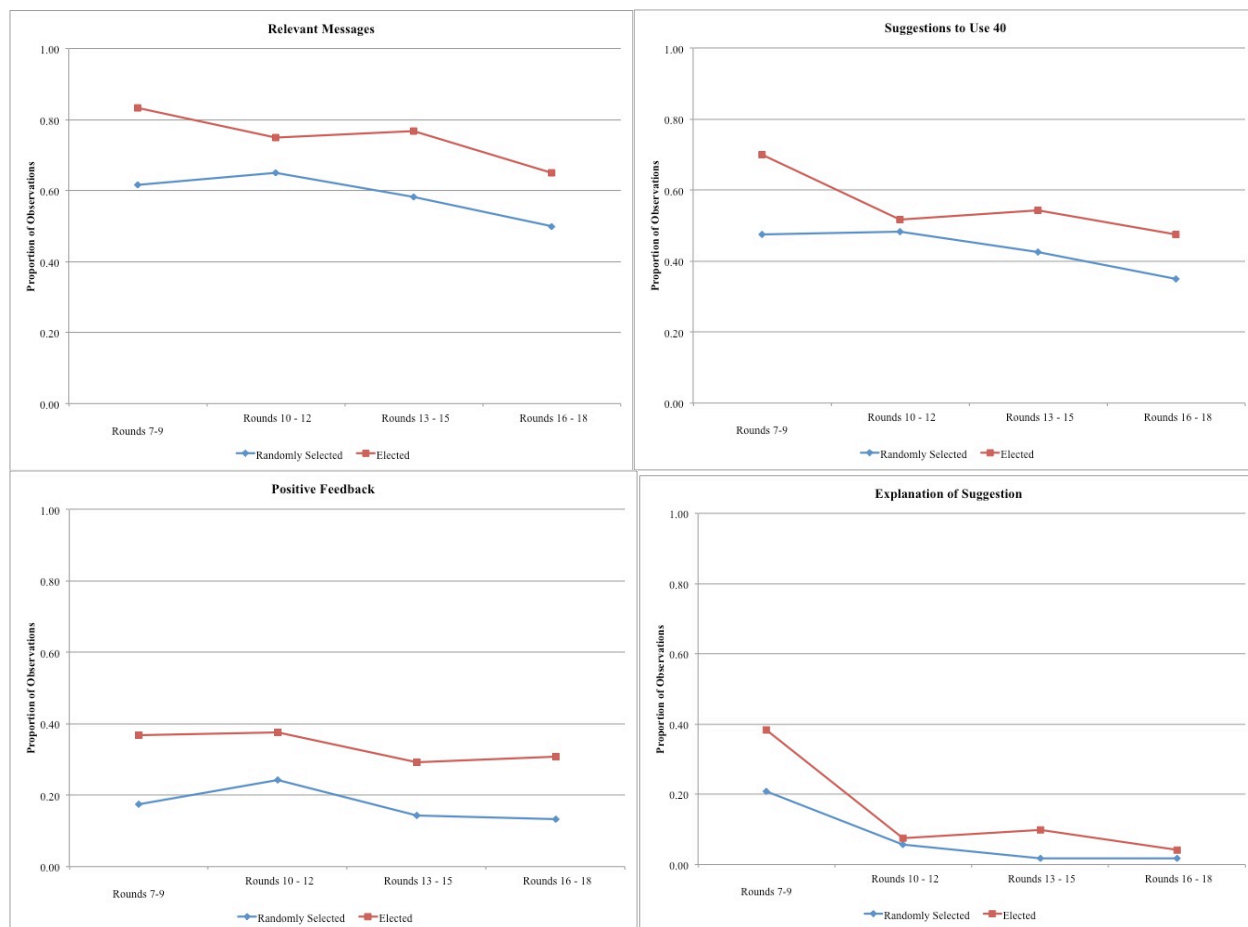 Relevant Messages
1.00
0.80
0.60
0.40
0.20
0.00
Proportion of Observations
Rounds 7-9
Rounds 10 - 12
Rounds 13 - 15
Rounds 16 - 18
Randomly Selected
Elected
Suggestions to Use 40
1.00
0.80
0.60
0.40
0.20
0.00
Proportion of Observations
Rounds 7-9
Rounds 10 - 12
Rounds 13 - 15
Rounds 16 - 18
Randomly Selected
Elected
Positive Feedback
1.00
0.80
0.60
0.40
0.20
0.00
Proportion of Observations
Rounds 7-9
Rounds 10 - 12
Rounds 13 - 15
Rounds 16 - 18
Randomly Selected
Elected
Explanation of Suggestion
1.00
0.80
0.60
0.40
0.20
0.00
Proportion of Observations
Rounds 7-9
Rounds 10 - 12
Rounds 13 - 15
Rounds 16 - 18
Randomly Selected
Elected